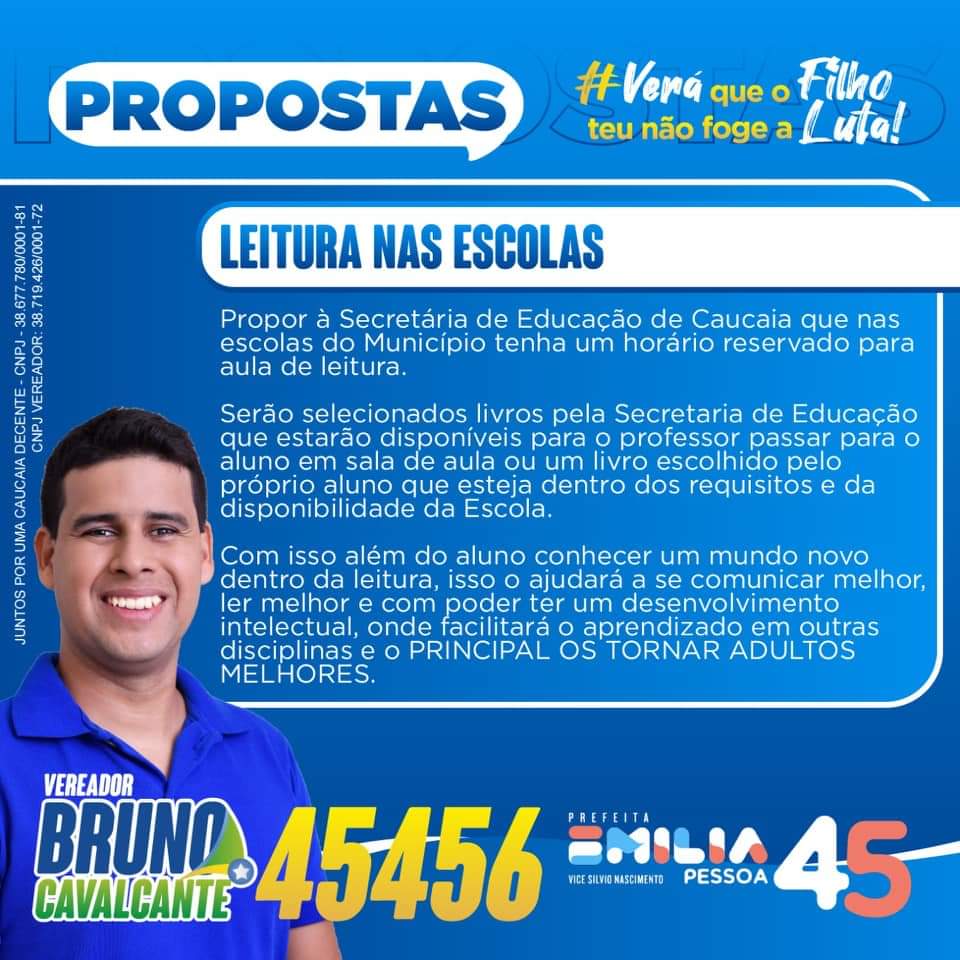 PROPOSTAS
#Verá que o Filho
teu não foge a Luta!
LEITURA NAS ESCOLAS
Propor à Secretária de Educação de Caucaia que nas
escolas do Município tenha um horário reservado para
aula de leitura.
Serão selecionados livros pela Secretaria de Educação
que estarão disponíveis para o professor passar para o
aluno em sala de aula ou um livro escolhido pelo
próprio aluno que esteja dentro dos requisitos e da
disponibilidade da Escola.
Com isso além do aluno conhecer um mundo novo
dentro da leitura, isso o ajudará a se comunicar melhor,
ler melhor e com poder ter um desenvolvimento
intelectual, onde facilitará o aprendizado em outras
disciplinas e o PRINCIPAL OS TORNAR ADULTOS
MELHORES.
JUNTOS POR UMA CAUCAIA DECENTE - CNPJ - 38.677.780/0001-81
CNPJ VEREADOR: 38.719.426/0001-72
VEREADOR
BRUNO
CAVALCANTE
45456
PREFEITA
EMILIA
PESSOA
VICE SILVIO NASCIMENTO
45